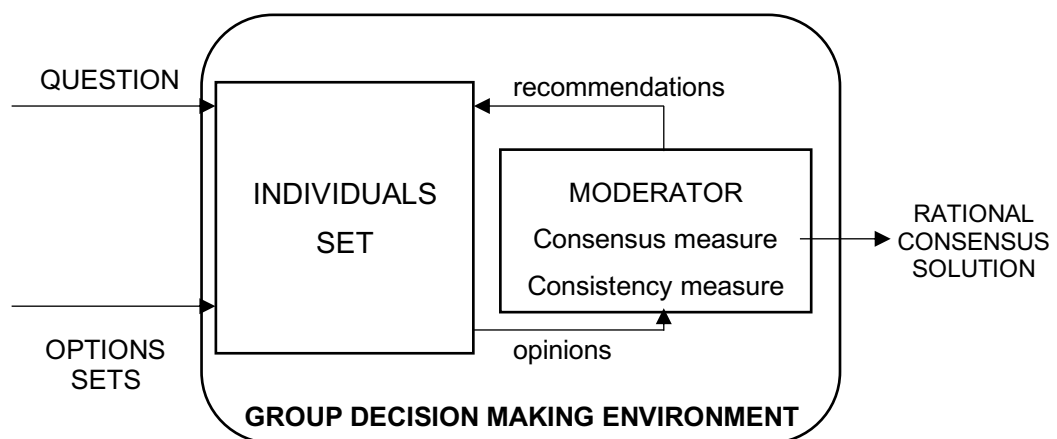 QUESTION
OPTIONS
SETS
INDIVIDUALS
SET
recommendations
MODERATOR
Consensus measure
Consistency measure
opinions
RATIONAL
CONSENSUS
SOLUTION
GROUP DECISION MAKING ENVIRONMENT